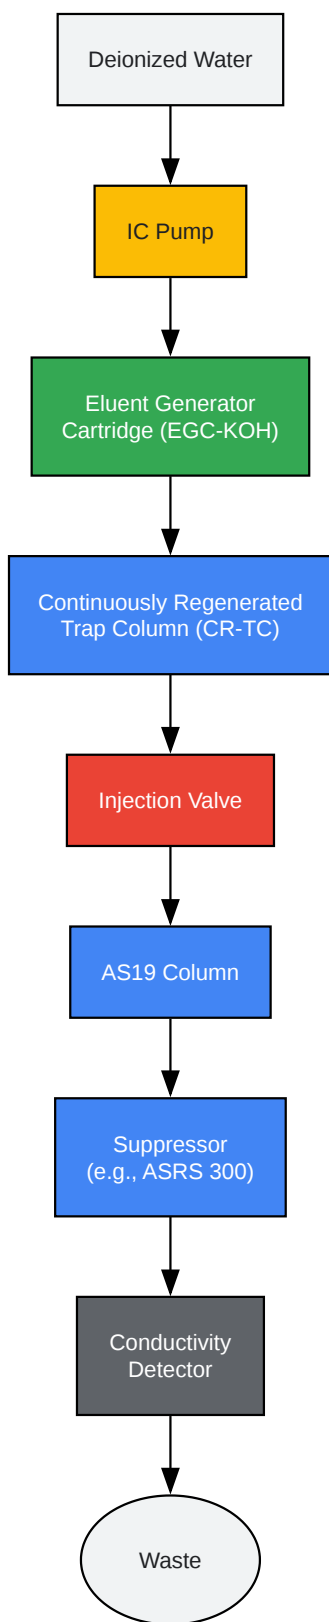 Deionized Water
IC Pump
Eluent Generator
Cartridge (EGC-KOH)
Continuously Regenerated
Trap Column (CR-TC)
Injection Valve
AS19 Column
Suppressor
(e.g., ASRS 300)
Conductivity
Detector
Waste